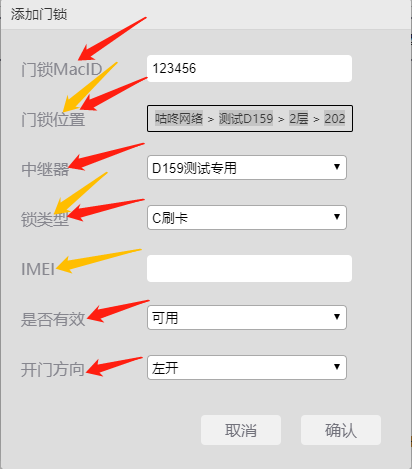 添加门锁
门锁MacID 123456
门锁位置 咕咚网络 > 测试D159 > 2层 > 202
中继器 D159测试专用
锁类型 C刷卡
IMEI
是否有效 可用
开门方向 左开
取消 确认